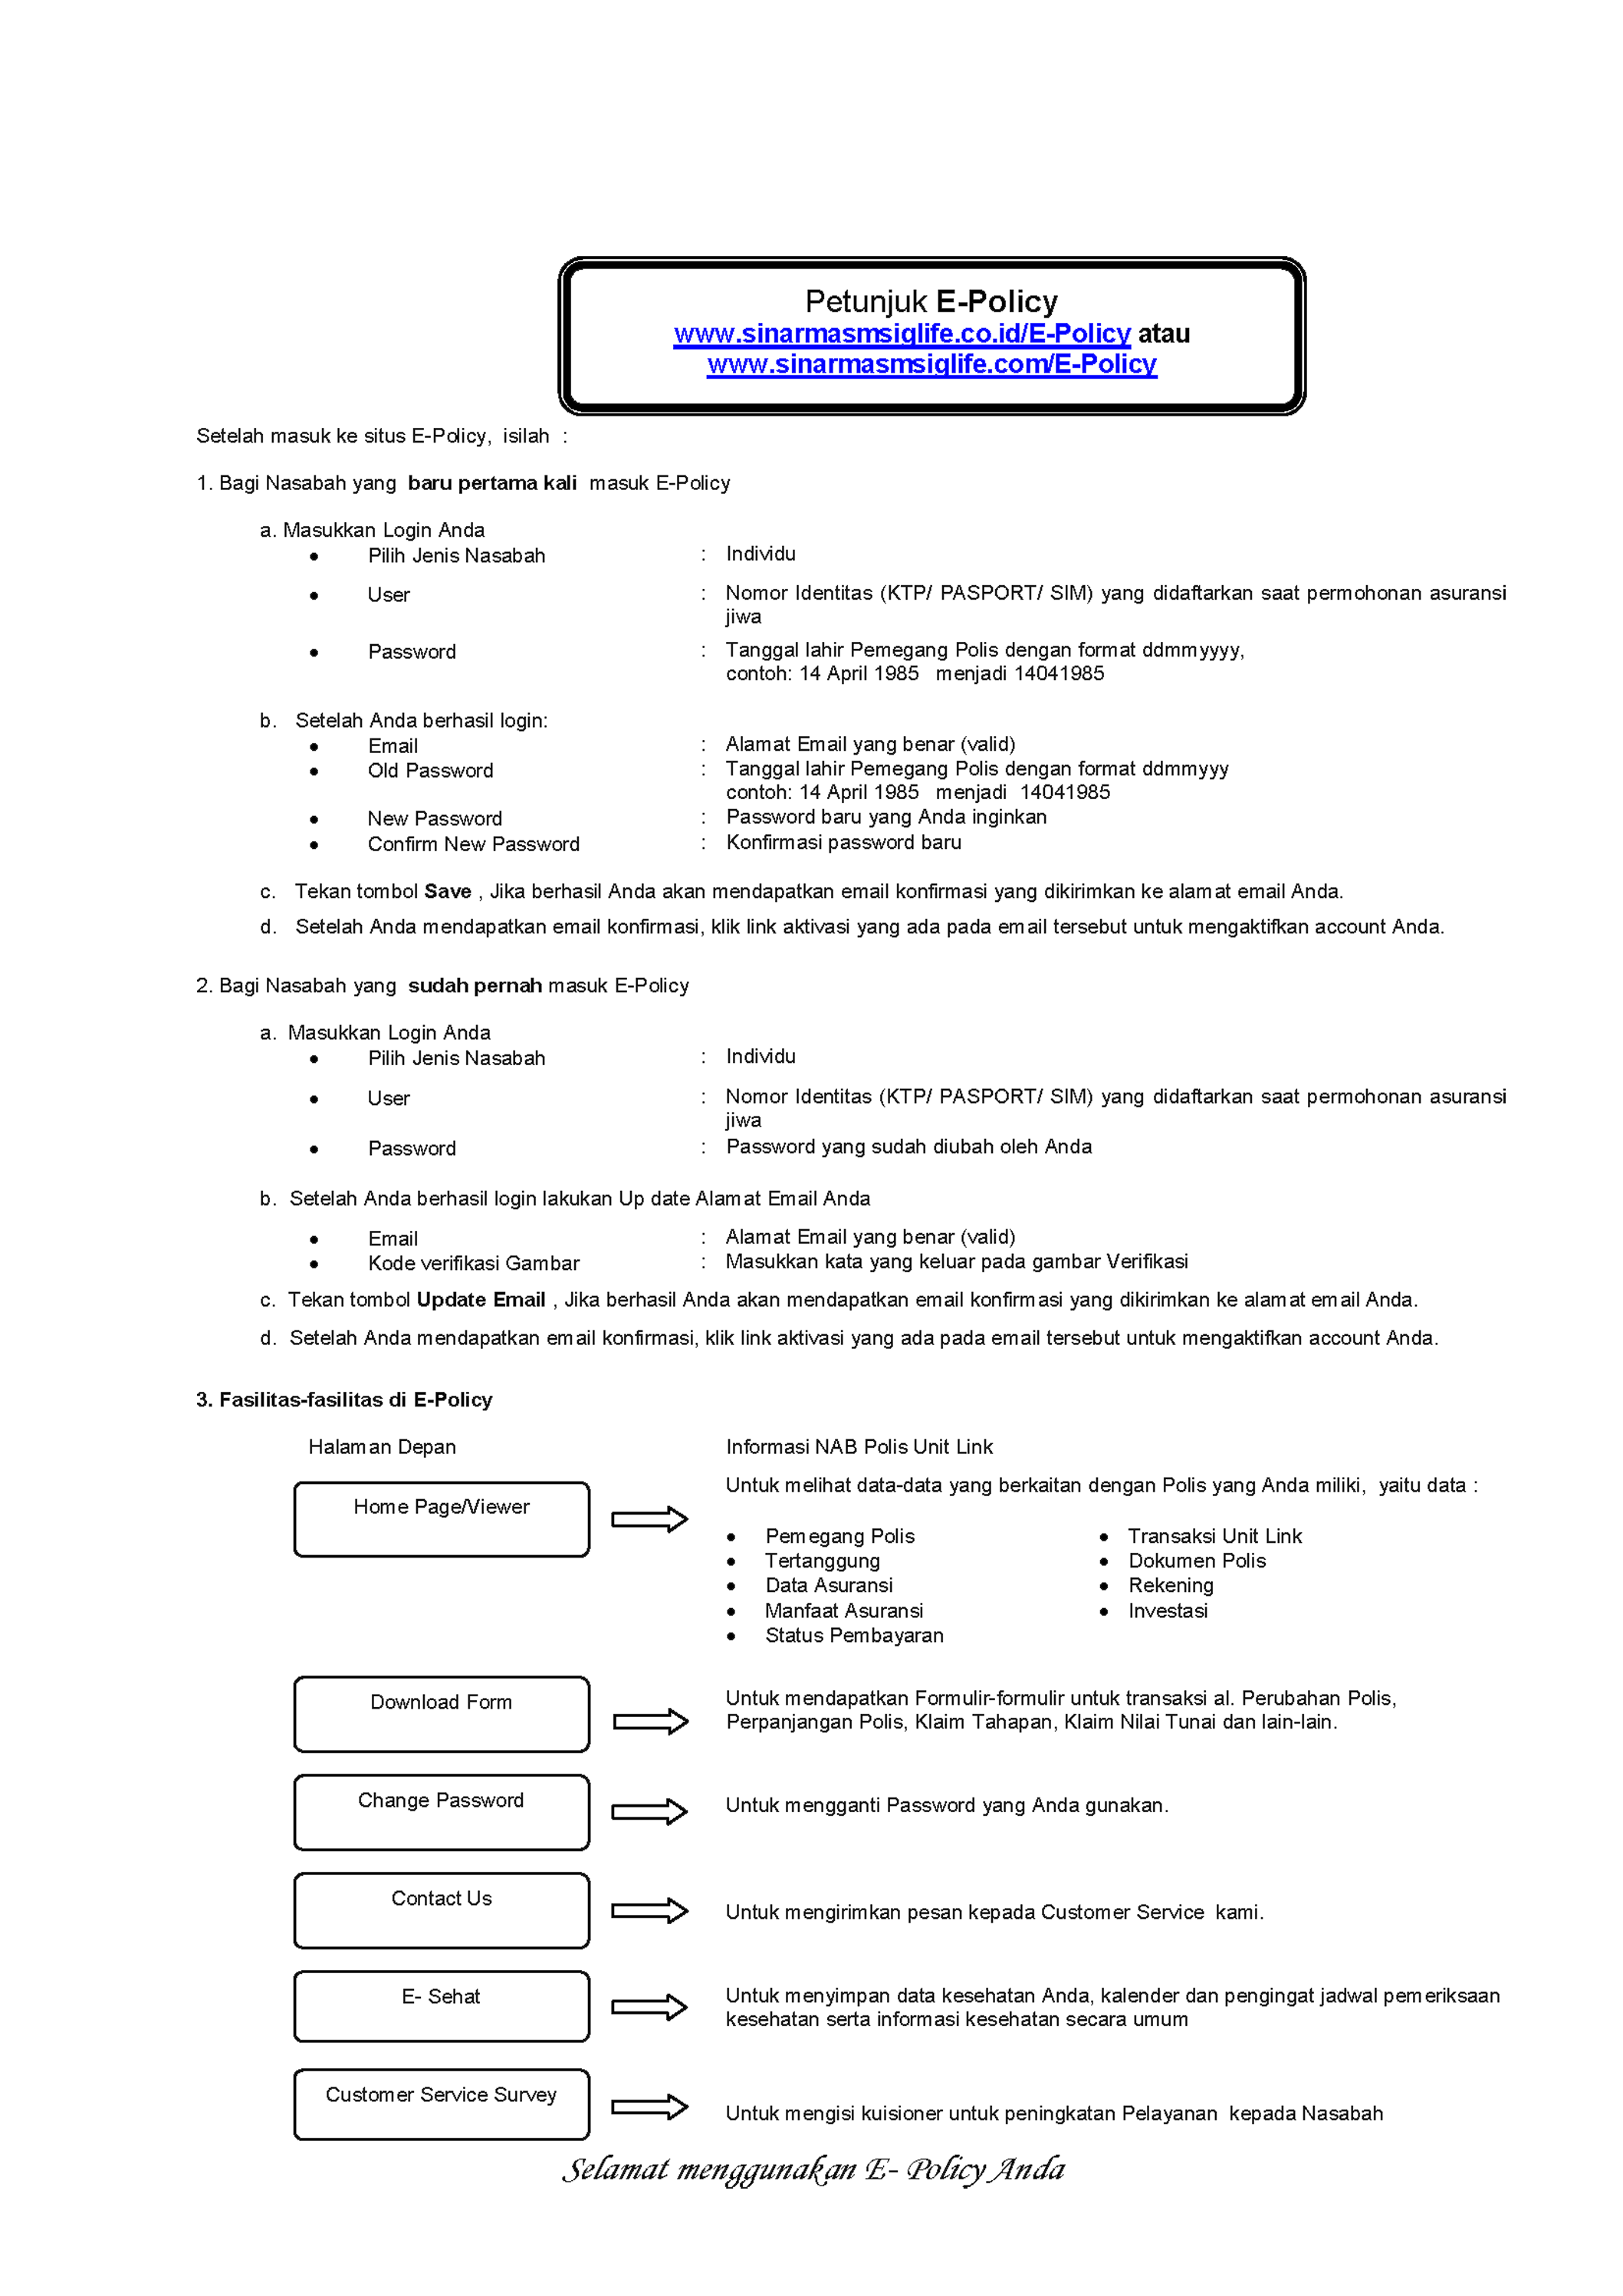 Petunjuk E-Policy
www.sinarmasmsiglife.co.id/E-Policy atau
www.sinarmasmsiglife.com/E-Policy
Setelah masuk ke situs E-Policy, isilah :
1. Bagi Nasabah yang baru pertama kali masuk E-Policy
a. Masukkan Login Anda
• Pilih Jenis Nasabah : Individu
• User : Nomor Identitas (KTP/ PASPORT/ SIM) yang didaftarkan saat permohonan asuransi
jiwa
• Password : Tanggal lahir Pemegang Polis dengan format ddmmyyyy,
contoh: 14 April 1985 menjadi 14041985
b. Setelah Anda berhasil login:
• Email : Alamat Email yang benar (valid)
• Old Password : Tanggal lahir Pemegang Polis dengan format ddmmyyy
contoh: 14 April 1985 menjadi 14041985
• New Password : Password baru yang Anda inginkan
• Confirm New Password : Konfirmasi password baru
c. Tekan tombol Save , Jika berhasil Anda akan mendapatkan email konfirmasi yang dikirimkan ke alamat email Anda.
d. Setelah Anda mendapatkan email konfirmasi, klik link aktivasi yang ada pada email tersebut untuk mengaktifkan account Anda.
2. Bagi Nasabah yang sudah pernah masuk E-Policy
a. Masukkan Login Anda
• Pilih Jenis Nasabah : Individu
• User : Nomor Identitas (KTP/ PASPORT/ SIM) yang didaftarkan saat permohonan asuransi
jiwa
• Password : Password yang sudah diubah oleh Anda
b. Setelah Anda berhasil login lakukan Up date Alamat Email Anda
• Email : Alamat Email yang benar (valid)
• Kode verifikasi Gambar : Masukkan kata yang keluar pada gambar Verifikasi
c. Tekan tombol Update Email , Jika berhasil Anda akan mendapatkan email konfirmasi yang dikirimkan ke alamat email Anda.
d. Setelah Anda mendapatkan email konfirmasi, klik link aktivasi yang ada pada email tersebut untuk mengaktifkan account Anda.
3. Fasilitas-fasilitas di E-Policy
Halaman Depan Informasi NAB Polis Unit Link
Home Page/Viewer
Untuk melihat data-data yang berkaitan dengan Polis yang Anda miliki, yaitu data :
• Pemegang Polis
• Tertanggung
• Data Asuransi
• Manfaat Asuransi
• Status Pembayaran
• Transaksi Unit Link
• Dokumen Polis
• Rekening
• Investasi
Download Form
Untuk mendapatkan Formulir-formulir untuk transaksi al. Perubahan Polis,
Perpanjangan Polis, Klaim Tahapan, Klaim Nilai Tunai dan lain-lain.
Change Password
Untuk mengganti Password yang Anda gunakan.
Contact Us
Untuk mengirimkan pesan kepada Customer Service kami.
E- Sehat
Untuk menyimpan data kesehatan Anda, kalender dan pengingat jadwal pemeriksaan
kesehatan serta informasi kesehatan secara umum
Customer Service Survey
Untuk mengisi kuisioner untuk peningkatan Pelayanan kepada Nasabah
Selamat menggunakan E- Policy Anda